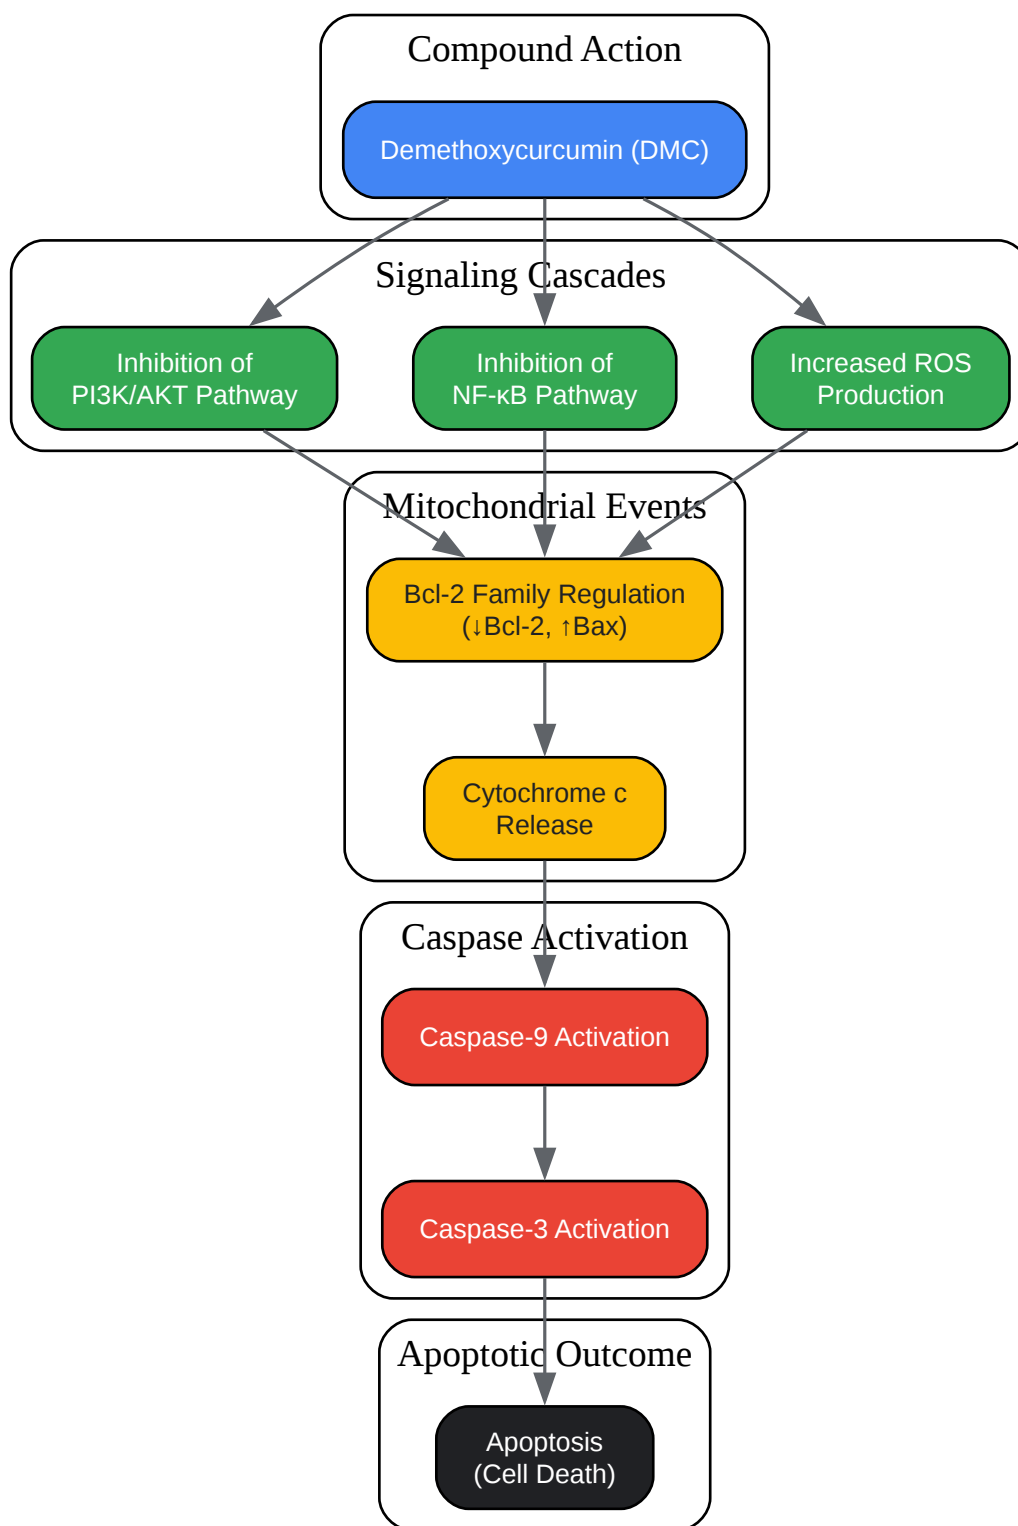 Compound Action
Demethoxycurcumin (DMC)
Signaling Cascades
Inhibition of
PI3K/AKT Pathway
Inhibition of
NF-κB Pathway
Increased ROS
Production
Mitochondrial Events
Bcl-2 Family Regulation
(↓Bcl-2, ↑Bax)
Cytochrome c
Release
Caspase Activation
Caspase-9 Activation
Caspase-3 Activation
Apoptotic Outcome
Apoptosis
(Cell Death)